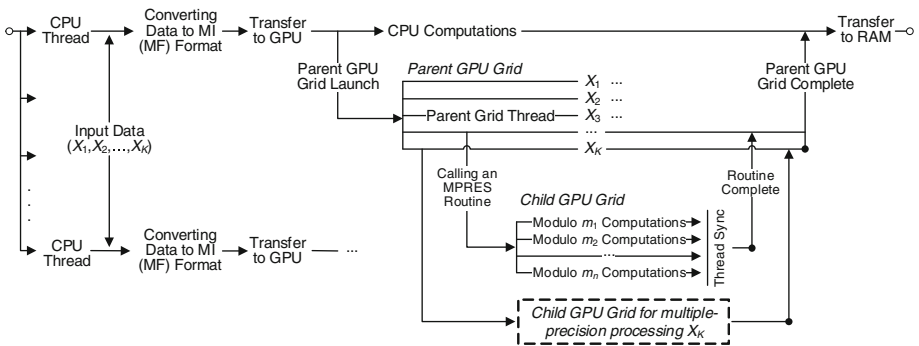 CPU
Thread
Converting
Data to MI
(MF) Format
Transfer
to GPU
CPU Computations
Transfer
to RAM
Parent GPU
Grid Launch
Parent GPU Grid
X1 ...
X2 ...
Parent Grid Thread X3 ...
...
XK
Parent GPU
Grid Complete
Input Data
(X1,X2,...,XK)
Calling an
MPRES
Routine
Routine
Complete
Child GPU Grid
Modulo m1 Computations
Modulo m2 Computations
...
Modulo mn Computations
Thread Sync
CPU
Thread
Converting
Data to MI
(MF) Format
Transfer
to GPU
...
Child GPU Grid for multiple-
precision processing XK